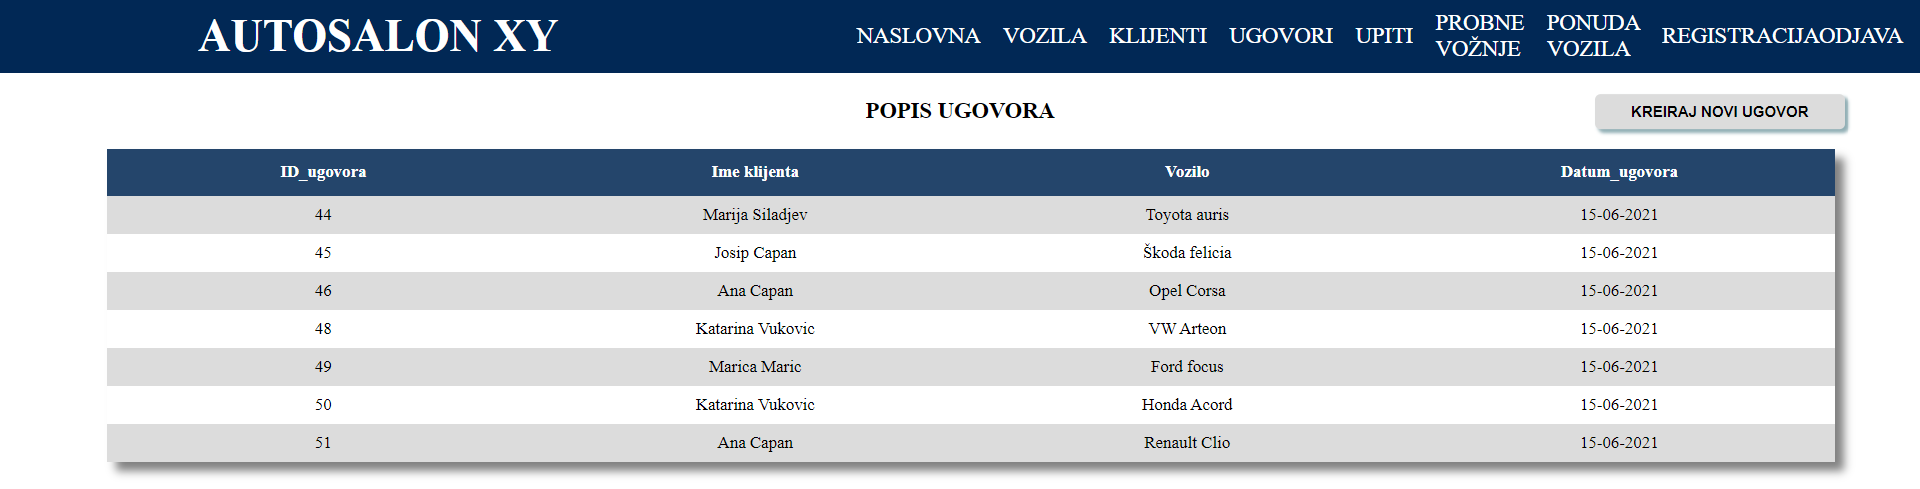 AUTOSALON XY
NASLOVNA VOZILA KLIJENTI UGOVORI UPITI PROBNE VOŽNJE PONUDA VOZILA REGISTRACIJAODJAVA
POPIS UGOVORA
KREIRAJ NOVI UGOVOR
ID_ugovora Ime klijenta Vozilo Datum_ugovora
44 Marija Siladjev Toyota auris 15-06-2021
45 Josip Capan Škoda felicia 15-06-2021
46 Ana Capan Opel Corsa 15-06-2021
48 Katarina Vukovic VW Arteon 15-06-2021
49 Marica Maric Ford focus 15-06-2021
50 Katarina Vukovic Honda Acord 15-06-2021
51 Ana Capan Renault Clio 15-06-2021